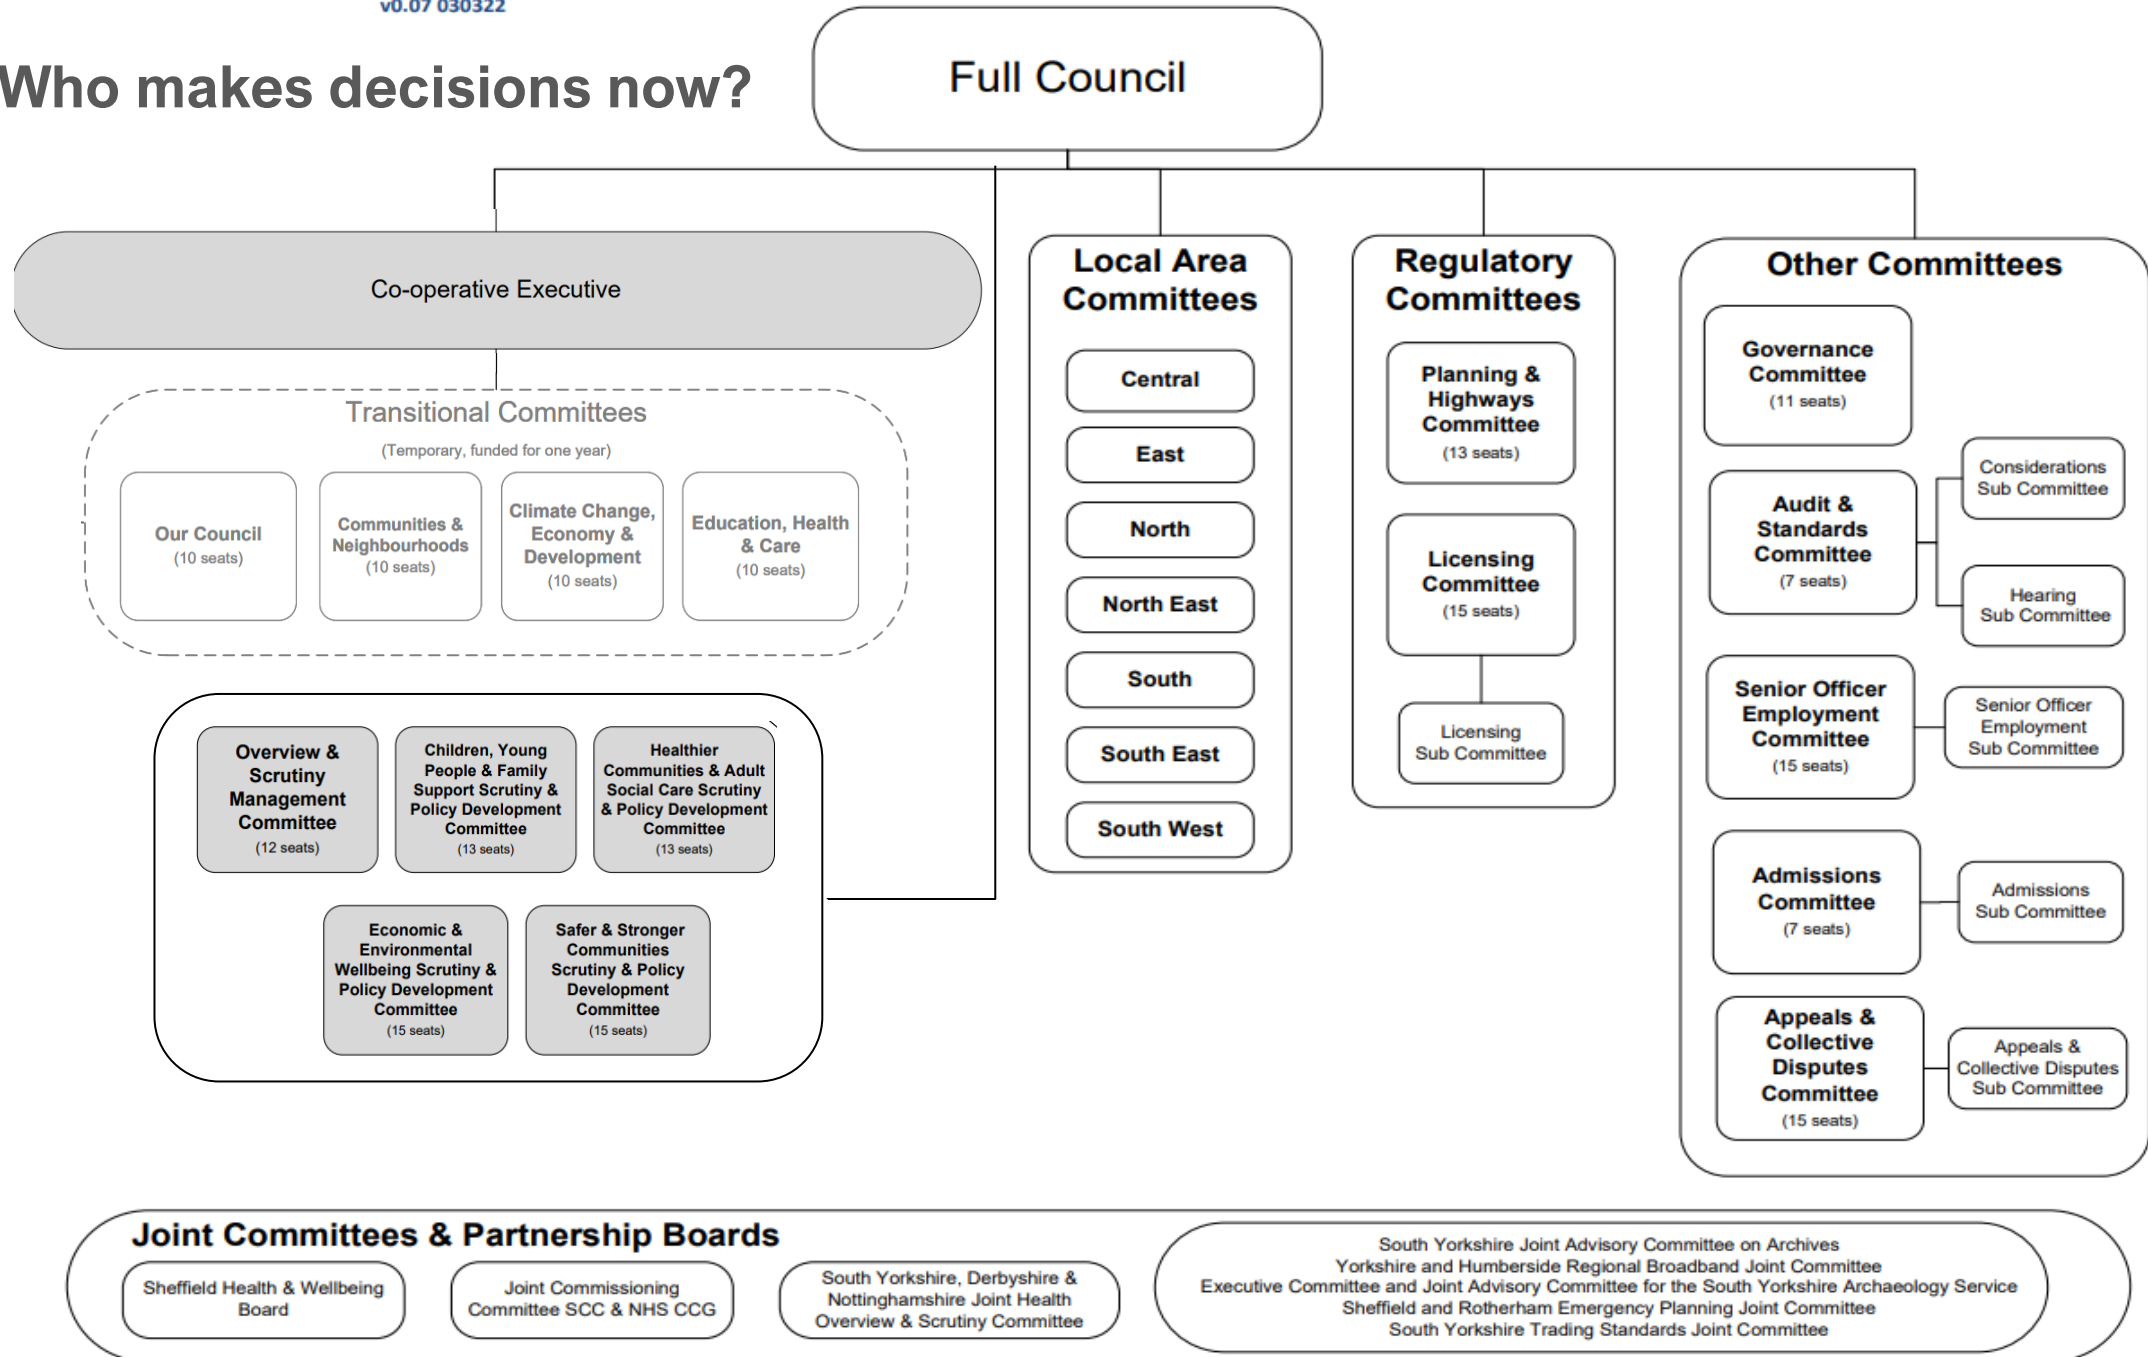 v0.07 030322
Who makes decisions now?
Full Council
Co-operative Executive
Transitional Committees
(Temporary, funded for one year)
Our Council
(10 seats)
Communities &
Neighbourhoods
(10 seats)
Climate Change,
Economy &
Development
(10 seats)
Education, Health
& Care
(10 seats)
Overview &
Scrutiny
Management
Committee
(12 seats)
Children, Young
People & Family
Support Scrutiny &
Policy Development
Committee
(13 seats)
Healthier
Communities & Adult
Social Care Scrutiny
& Policy Development
Committee
(13 seats)
Economic &
Environmental
Wellbeing Scrutiny &
Policy Development
Committee
(15 seats)
Safer & Stronger
Communities
Scrutiny & Policy
Development
Committee
(15 seats)
Local Area
Committees
Central
East
North
North East
South
South East
South West
Regulatory
Committees
Planning &
Highways
Committee
(13 seats)
Licensing
Committee
(15 seats)
Licensing
Sub Committee
Other Committees
Governance
Committee
(11 seats)
Audit &
Standards
Committee
(7 seats)
Considerations
Sub Committee
Hearing
Sub Committee
Senior Officer
Employment
Committee
(15 seats)
Senior Officer
Employment
Sub Committee
Admissions
Committee
(7 seats)
Admissions
Sub Committee
Appeals &
Collective
Disputes
Committee
(15 seats)
Appeals &
Collective Disputes
Sub Committee
Joint Committees & Partnership Boards
Sheffield Health & Wellbeing
Board
Joint Commissioning
Committee SCC & NHS CCG
South Yorkshire, Derbyshire &
Nottinghamshire Joint Health
Overview & Scrutiny Committee
South Yorkshire Joint Advisory Committee on Archives
Yorkshire and Humberside Regional Broadband Joint Committee
Executive Committee and Joint Advisory Committee for the South Yorkshire Archaeology Service
Sheffield and Rotherham Emergency Planning Joint Committee
South Yorkshire Trading Standards Joint Committee